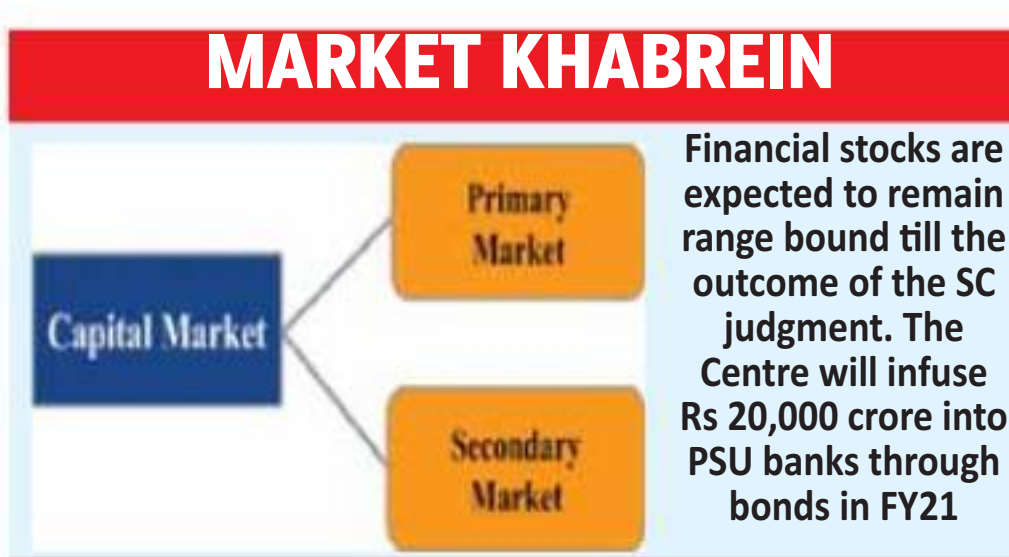 MARKET KHABREIN
Capital Market
Primary
Market
Secondary
Market
Financial stocks are
expected to remain
range bound till the
outcome of the SC
judgment. The
Centre will infuse
Rs 20,000 crore into
PSU banks through
bonds in FY21